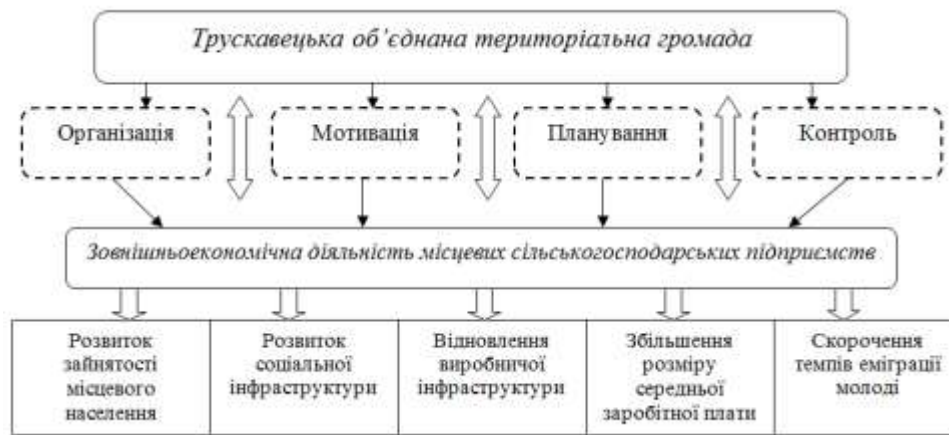 Трускавецька об’єднана територіальна громада
Організація
Мотивація
Планування
Контроль
Зовнішньоекономічна діяльність місцевих сільськогосподарських підприємств
Розвиток
зайнятості
місцевого
населення
Розвиток
соціальної
інфраструктури
Відновлення
виробничої
інфраструктури
Збільшення
розміру
середньої
заробітної плати
Скорочення
темпів еміграції
молоді